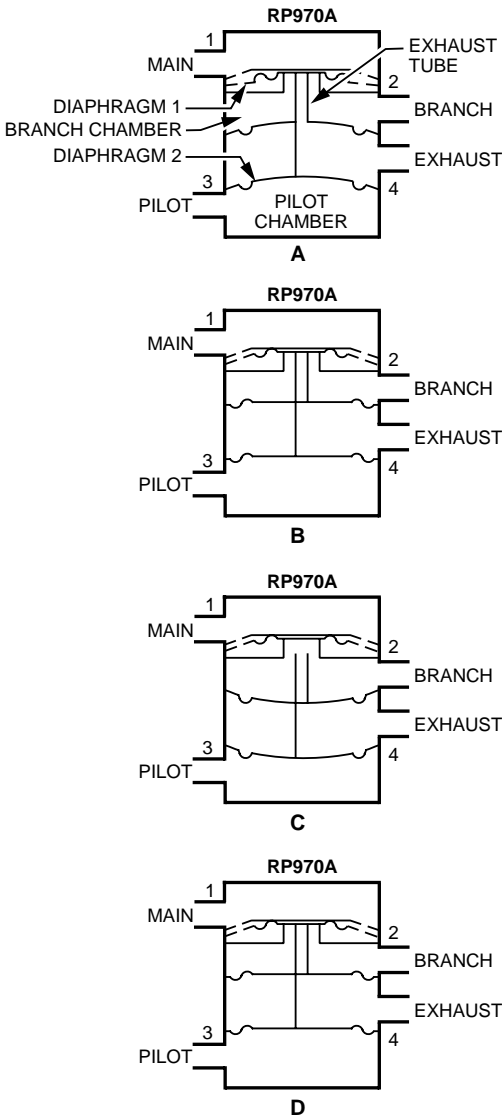 RP970A
1
MAIN
EXHAUST
TUBE
2
DIAPHRAGM 1
BRANCH
BRANCH CHAMBER
DIAPHRAGM 2
EXHAUST
3
4
PILOT
PILOT
CHAMBER
A
RP970A
1
MAIN
2
BRANCH
EXHAUST
3
4
PILOT
B
RP970A
1
MAIN
2
BRANCH
EXHAUST
3
4
PILOT
C
RP970A
1
MAIN
2
BRANCH
EXHAUST
3
4
PILOT
D